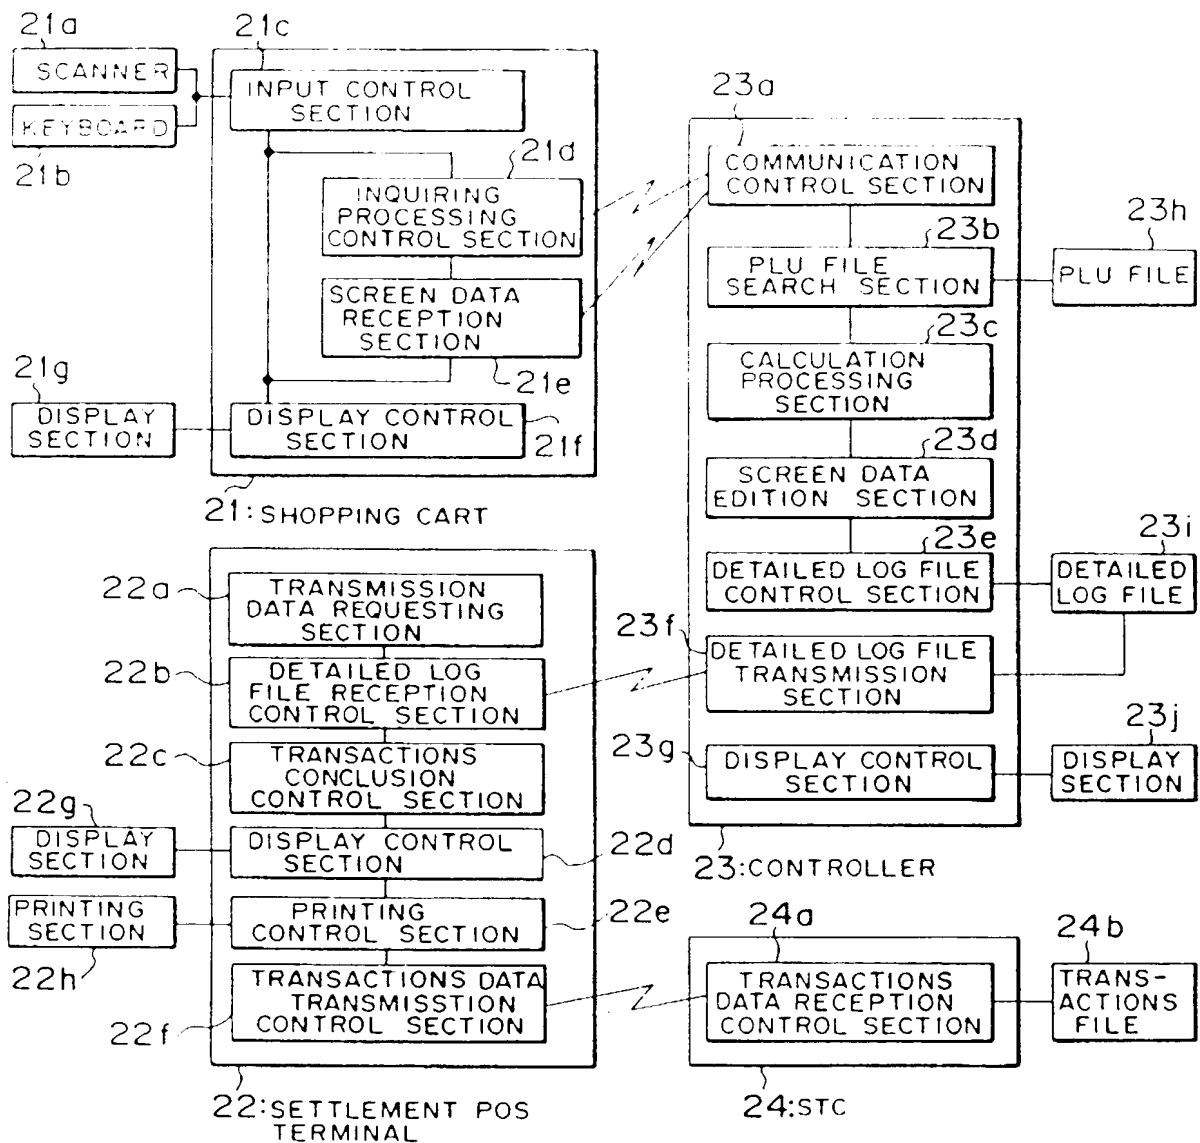 21a
SCANNER
KEYBOARD
21b
21c
INPUT CONTROL
SECTION
21d
INQUIRING
PROCESSING
CONTROL SECTION
SCREEN DATA
RECEPTION
SECTION
21e
21g
DISPLAY
SECTION
DISPLAY CONTROL
SECTION
21f
21:SHOPPING CART
22a
TRANSMISSION
DATA REQUESTING
SECTION
22b
DETAILED LOG
FILE RECEPTION
CONTROL SECTION
22c
TRANSACTIONS
CONCLUSION
CONTROL SECTION
22g
DISPLAY
SECTION
DISPLAY CONTROL
SECTION
22d
PRINTING
SECTION
22h
PRINTING
CONTROL SECTION
22e
TRANSACTIONS DATA
TRANSMISSTION
CONTROL SECTION
22f
22:SETTLEMENT POS
TERMINAL
23a
COMMUNICATION
CONTROL SECTION
23b
PLU FILE
SEARCH SECTION
23h
PLU FILE
23c
CALCULATION
PROCESSING
SECTION
23d
SCREEN DATA
EDITION SECTION
23e
DETAILED LOG FILE
CONTROL SECTION
23i
DETAILED
LOG FILE
23f
DETAILED LOG FILE
TRANSMISSION
SECTION
23g
DISPLAY CONTROL
SECTION
23j
DISPLAY
SECTION
23:CONTROLLER
24a
TRANSACTIONS
DATA RECEPTION
CONTROL SECTION
24b
TRANS-
ACTIONS
FILE
24:STC